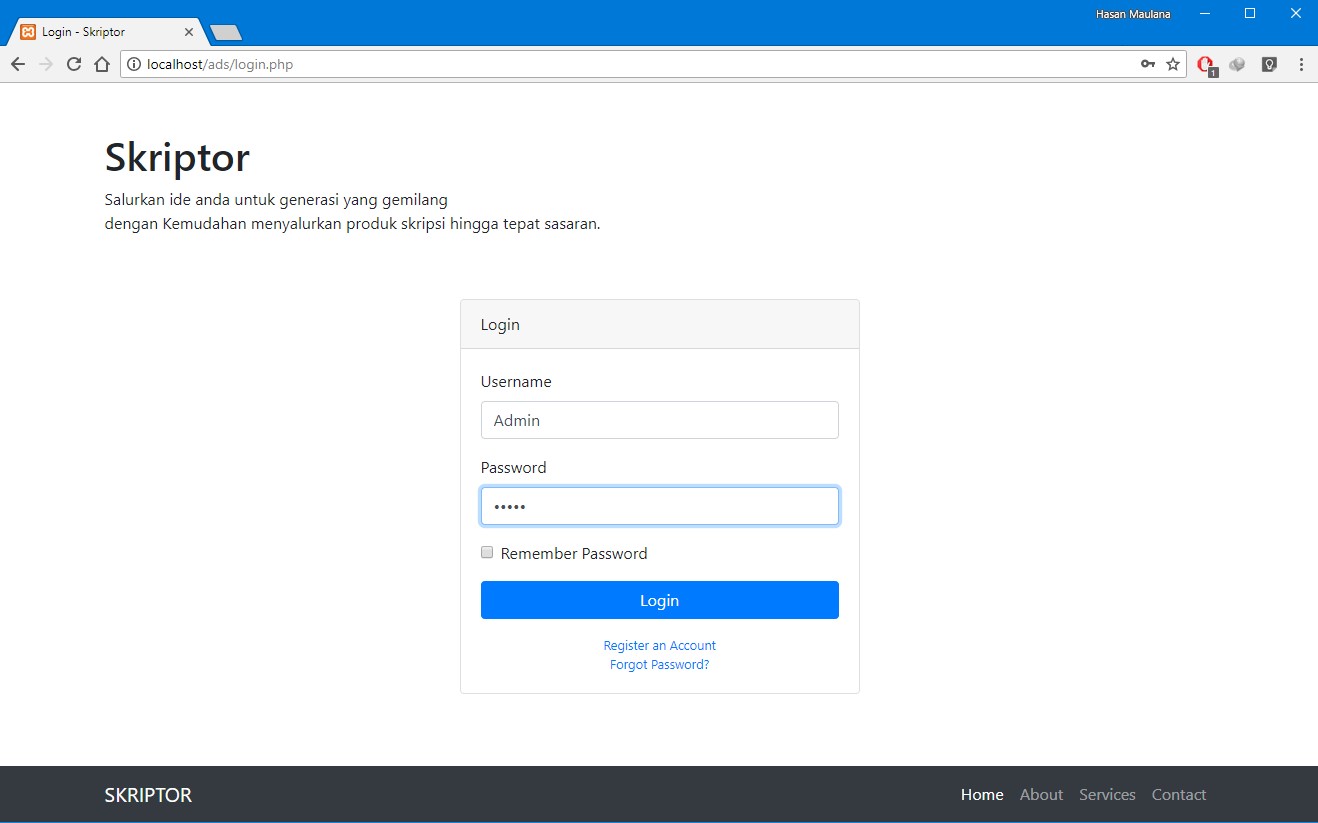 Hasan Maulana
Login - Skriptor
localhost/ads/login.php
1
Skriptor
Salurkan ide anda untuk generasi yang gemilang
dengan Kemudahan menyalurkan produk skripsi hingga tepat sasaran.
Login
Username
Admin
Password
•••••
Remember Password
Login
Register an Account
Forgot Password?
SKRIPTOR Home About Services Contact